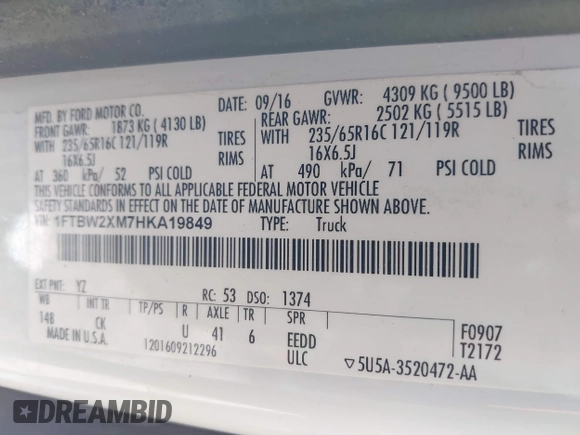 MFD. BY FORD MOTOR CO. DATE: 09/16 GVWR: 4309 KG ( 9500 LB)
FRONT GAWR: 1873 KG ( 4130 LB) REAR GAWR: 2502 KG ( 5515 LB)
WITH 235/65R16C 121/119R TIRES WITH 235/65R16C 121/119R TIRES
16X6.5J RIMS 16X6.5J RIMS
AT 360 kPa/ 52 PSI COLD AT 490 kPa/ 71 PSI COLD
THIS VEHICLE CONFORMS TO ALL APPLICABLE FEDERAL MOTOR VEHICLE
SAFETY STANDARDS IN EFFECT ON THE DATE OF MANUFACTURE SHOWN ABOVE.
VIN: 1FTBW2XM7HKA19849 TYPE: Truck
EXT PNT: YZ RC: 53 DSO: 1374
WB INT TR TP/PS R AXLE TR SPR F0907
148 CK U 41 6 EEDD T2172
MADE IN U.S.A. 1201609212296 ULC ▽5U5A-3520472-AA
DREAMBID